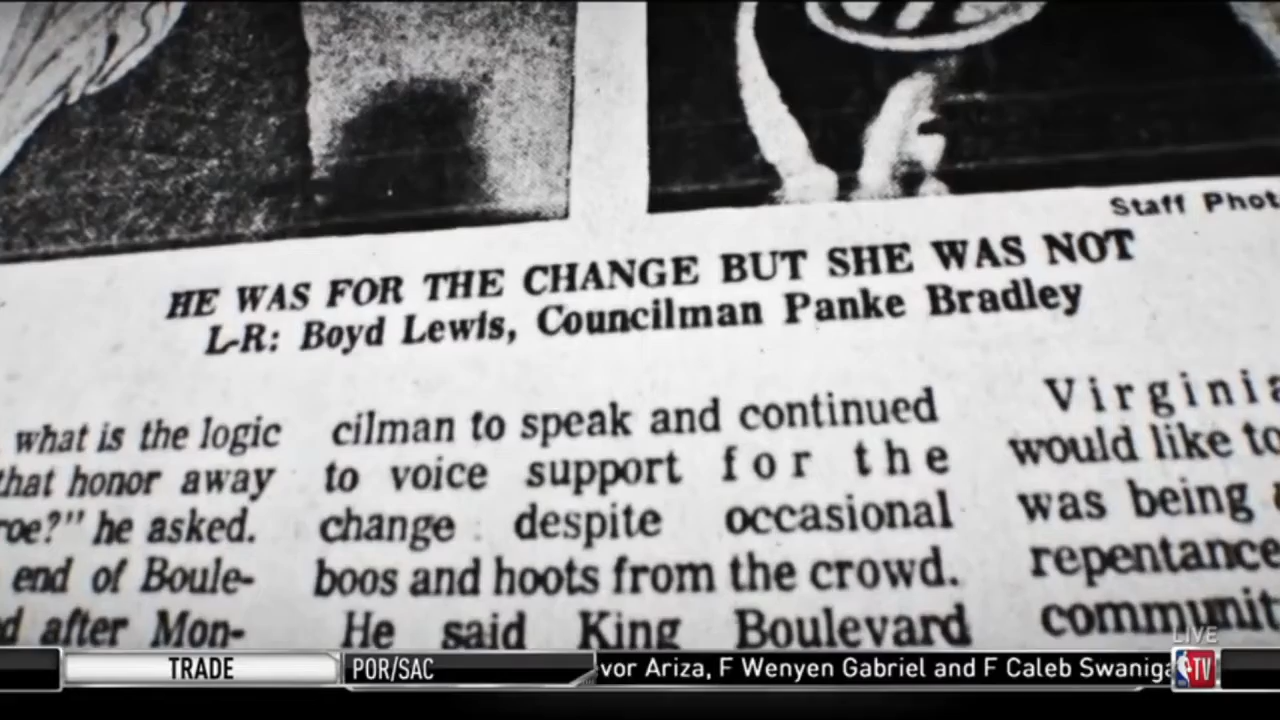 Staff Phot
HE WAS FOR THE CHANGE BUT SHE WAS NOT
L-R: Boyd Lewis, Councilman Panke Bradley
what is the logic
that honor away
roe?" he asked.
end of Boule-
d after Mon-
cilman to speak and continued
to voice support for the
change despite occasional
boos and hoots from the crowd.
He said King Boulevard
Virginia
would like to
was being
repentance
communit
LIVE
TRADE
POR/SAC
vor Ariza, F Wenyen Gabriel and F Caleb Swaniga
TV